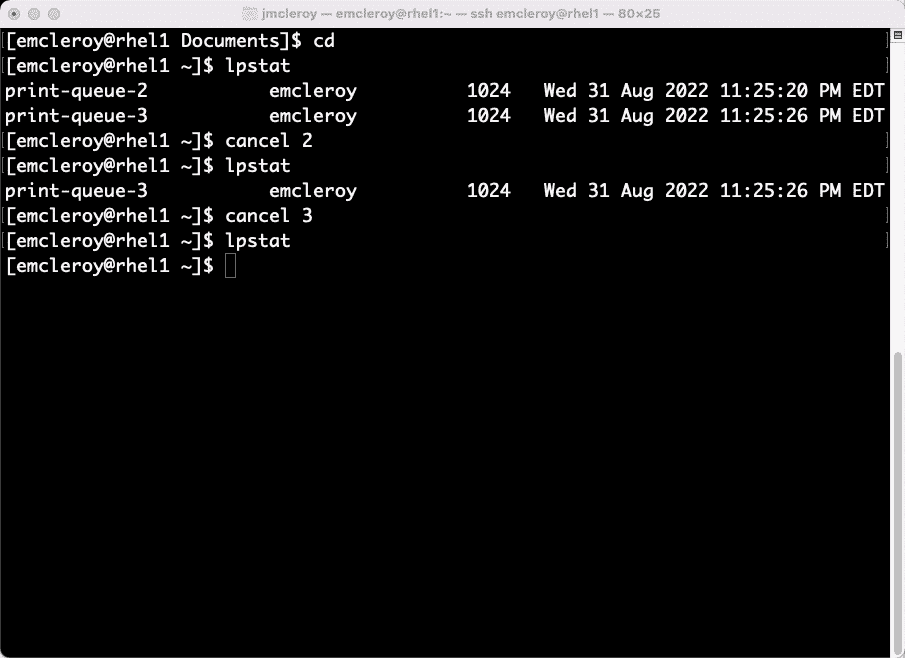 jmcleroy — emcleroy@rhel1:~ — ssh emcleroy@rhel1 — 80×25
[emcleroy@rhel1 Documents]$ cd
[emcleroy@rhel1 ~]$ lpstat
print-queue-2           emcleroy          1024   Wed 31 Aug 2022 11:25:20 PM EDT
print-queue-3           emcleroy          1024   Wed 31 Aug 2022 11:25:26 PM EDT
[emcleroy@rhel1 ~]$ cancel 2
[emcleroy@rhel1 ~]$ lpstat
print-queue-3           emcleroy          1024   Wed 31 Aug 2022 11:25:26 PM EDT
[emcleroy@rhel1 ~]$ cancel 3
[emcleroy@rhel1 ~]$ lpstat
[emcleroy@rhel1 ~]$